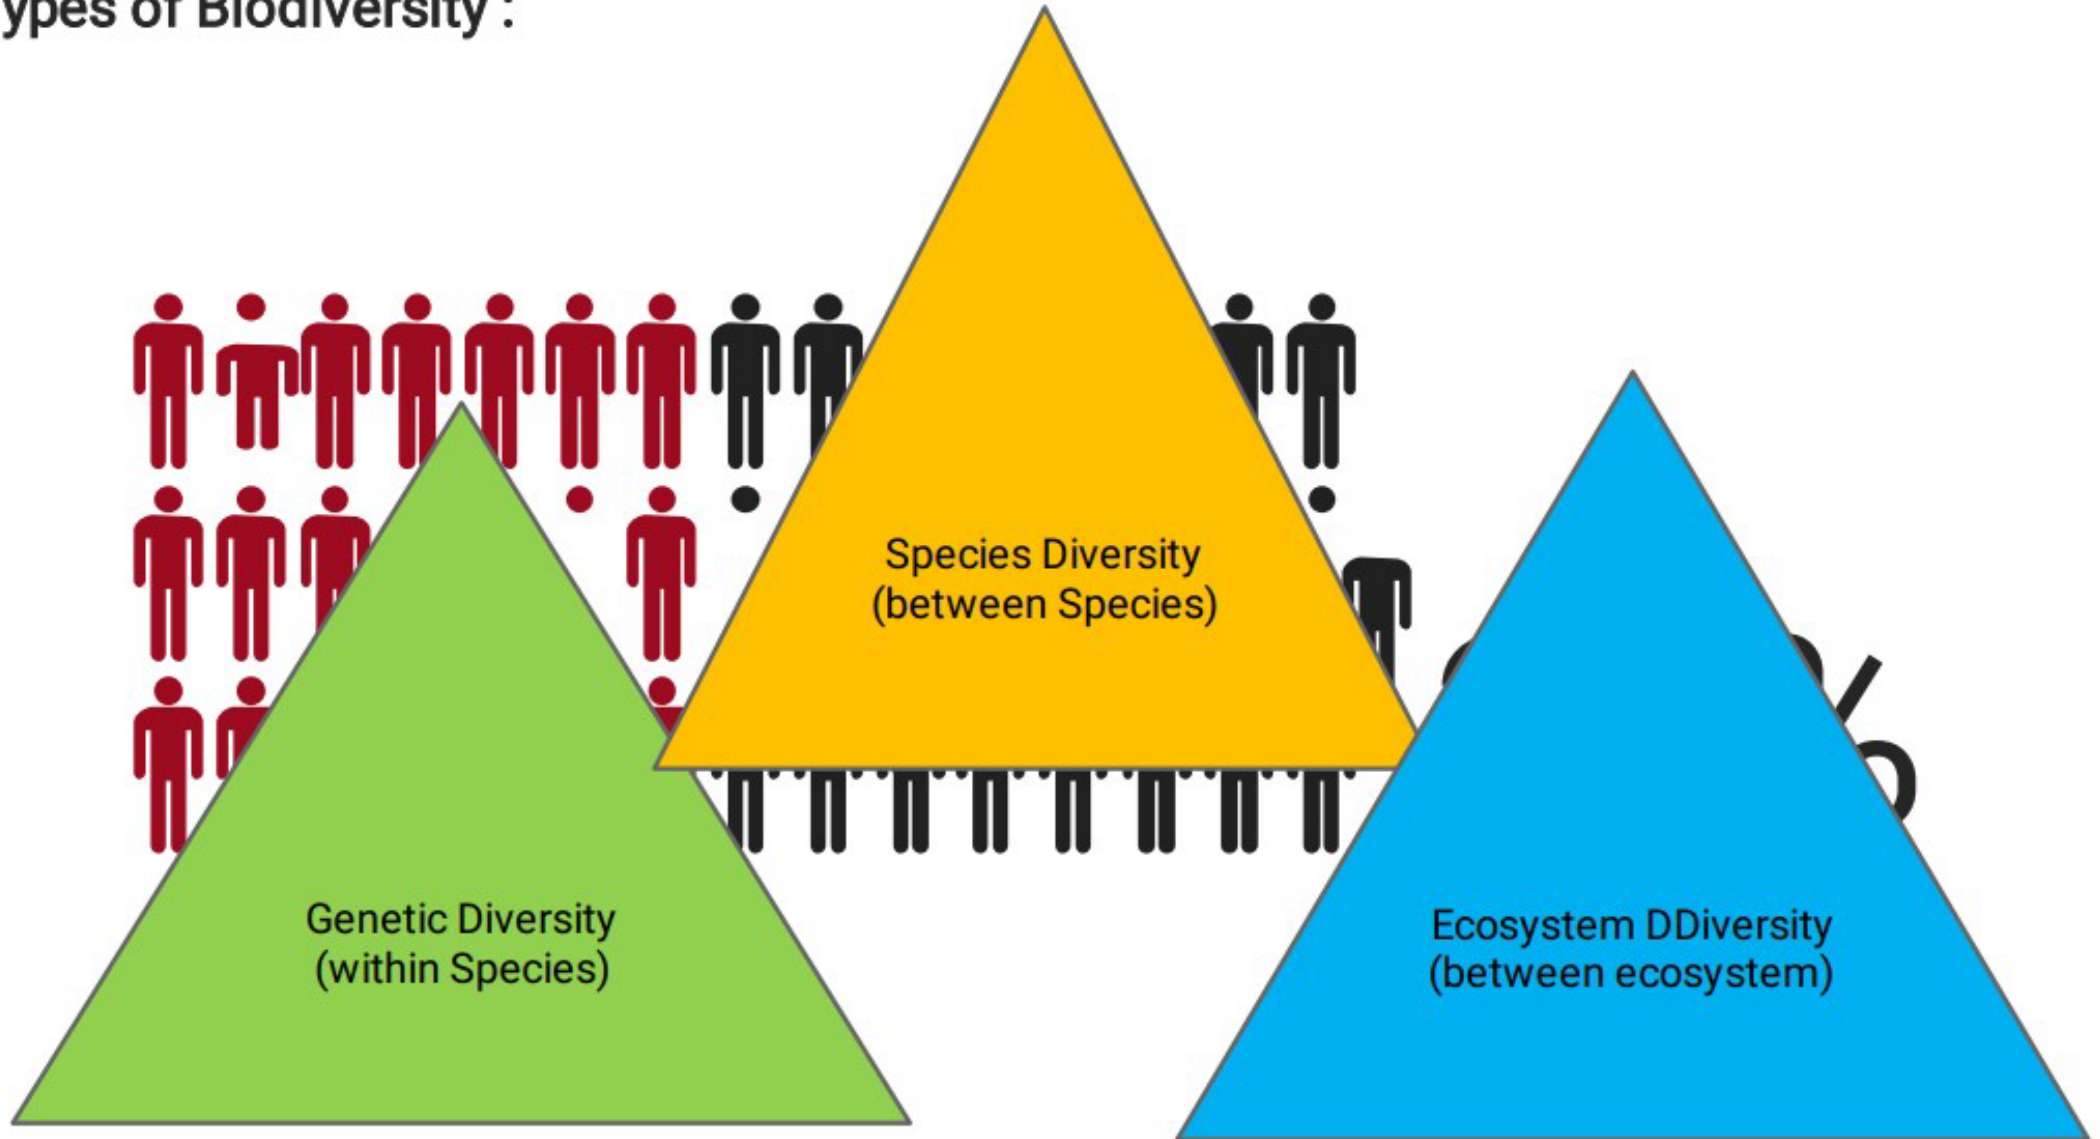 ypes of Biodiversity :
Species Diversity
(between Species)
Genetic Diversity
(within Species)
Ecosystem DDiversity
(between ecosystem)
%